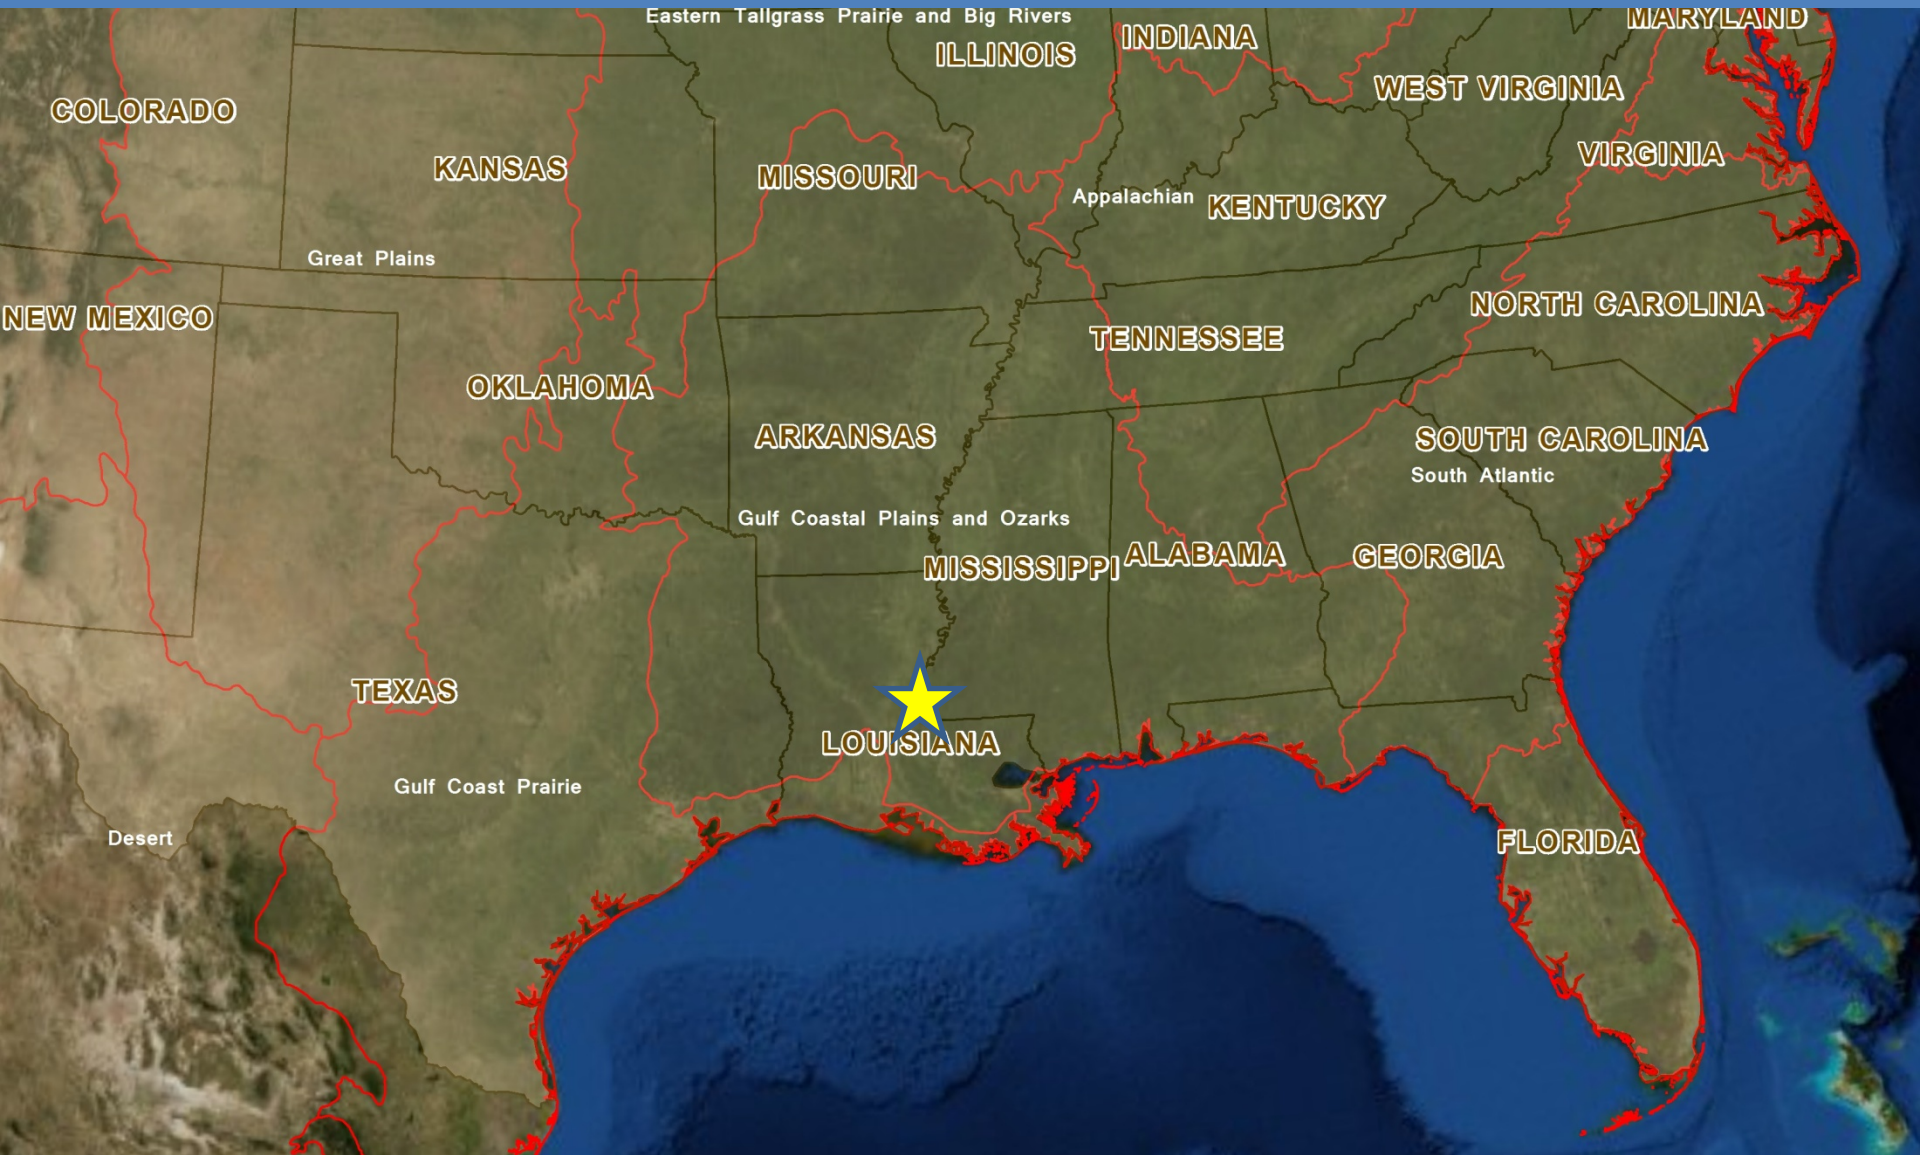 Eastern Tallgrass Prairie and Big Rivers
MARYLAND
INDIANA
ILLINOIS
WEST VIRGINIA
COLORADO
VIRGINIA
KANSAS
MISSOURI
Appalachian
KENTUCKY
Great Plains
NORTH CAROLINA
NEW MEXICO
TENNESSEE
OKLAHOMA
ARKANSAS
SOUTH CAROLINA
South Atlantic
Gulf Coastal Plains and Ozarks
ALABAMA
GEORGIA
MISSISSIPPI
TEXAS
LOUISIANA
Gulf Coast Prairie
Desert
FLORIDA